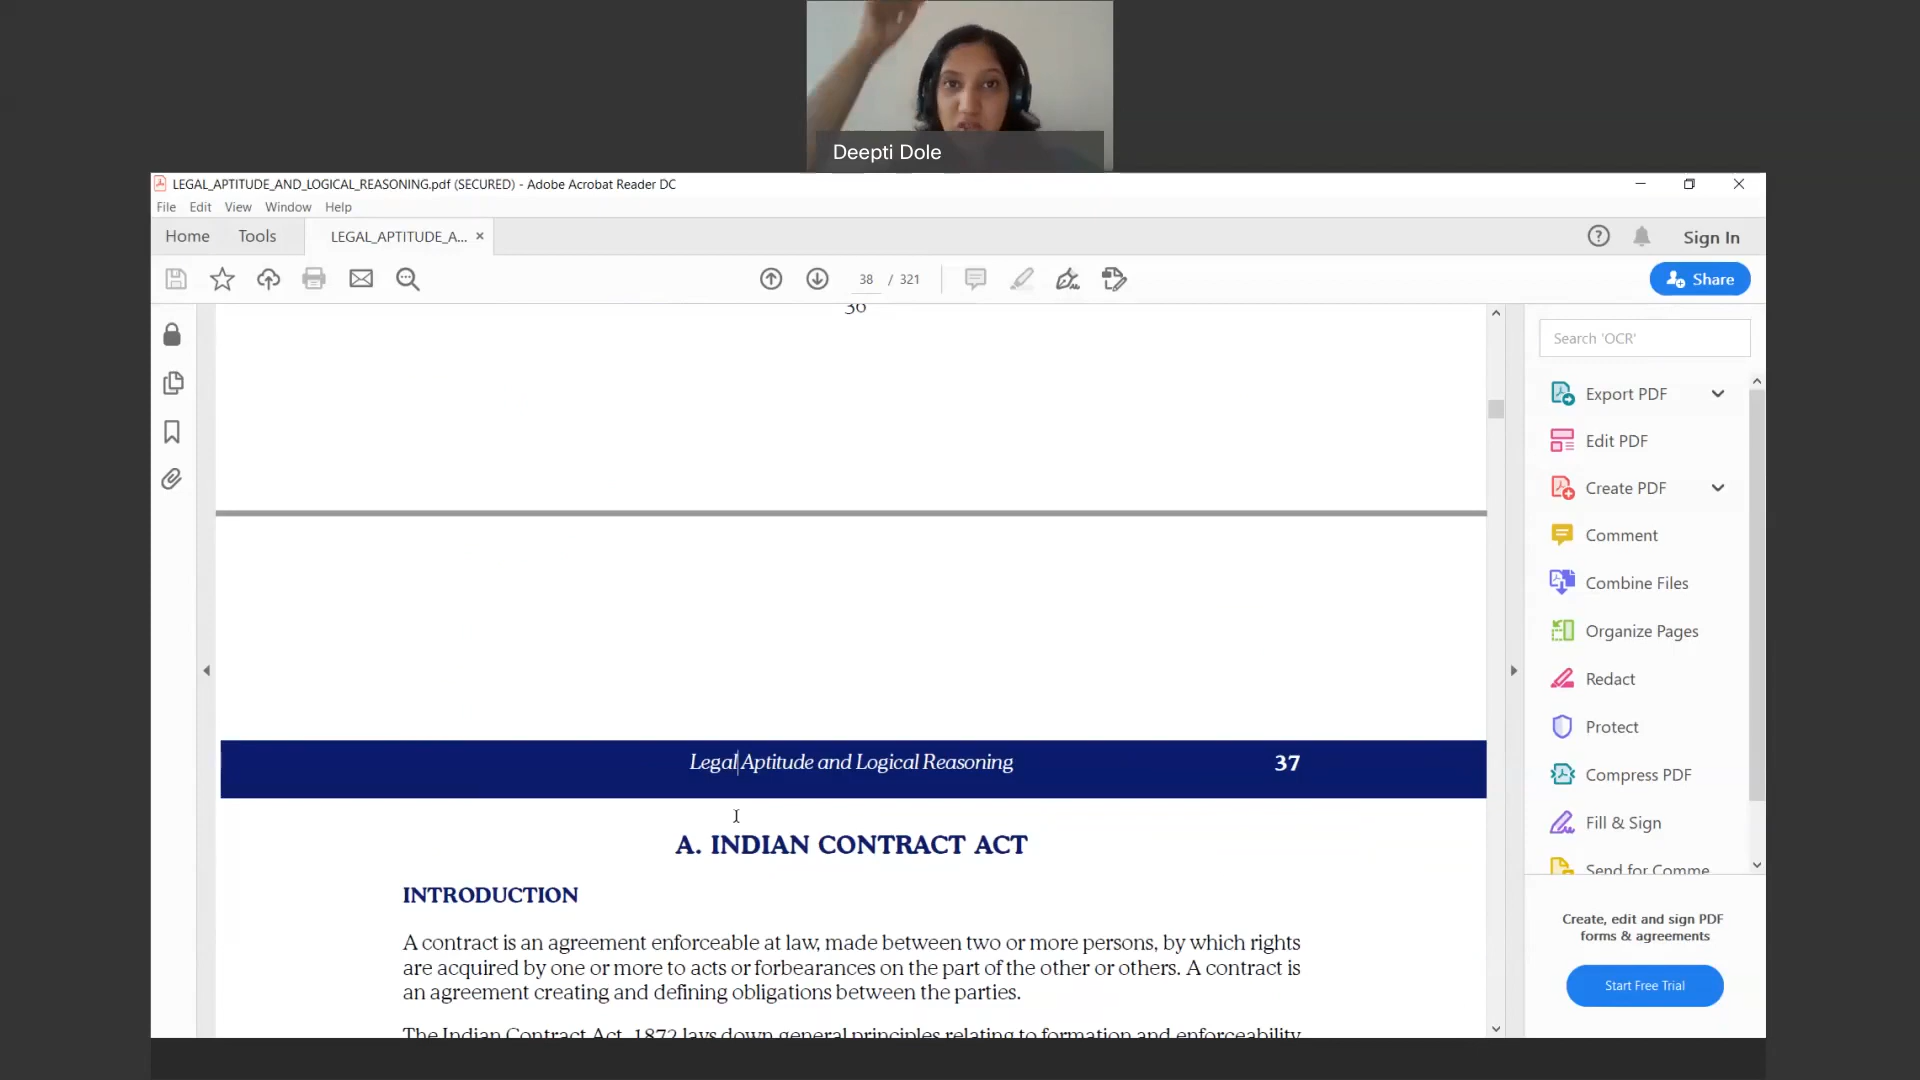 Deepti Dole
LEGAL_APTITUDE_AND_LOGICAL_REASONING.pdf (SECURED) - Adobe Acrobat Reader DC
File Edit View Window Help
Home Tools LEGAL_APTITUDE_A... × Sign In
38 / 321 Share
36
Search 'OCR'
Export PDF
Edit PDF
Create PDF
Comment
Combine Files
Organize Pages
Redact
Protect
Compress PDF
Fill & Sign
Send for Comme
Create, edit and sign PDF
forms & agreements
Start Free Trial
Legal Aptitude and Logical Reasoning 37
A. INDIAN CONTRACT ACT
INTRODUCTION
A contract is an agreement enforceable at law, made between two or more persons, by which rights
are acquired by one or more to acts or forbearances on the part of the other or others. A contract is
an agreement creating and defining obligations between the parties.
The Indian Contract Act, 1872 lays down general principles relating to formation and enforceability